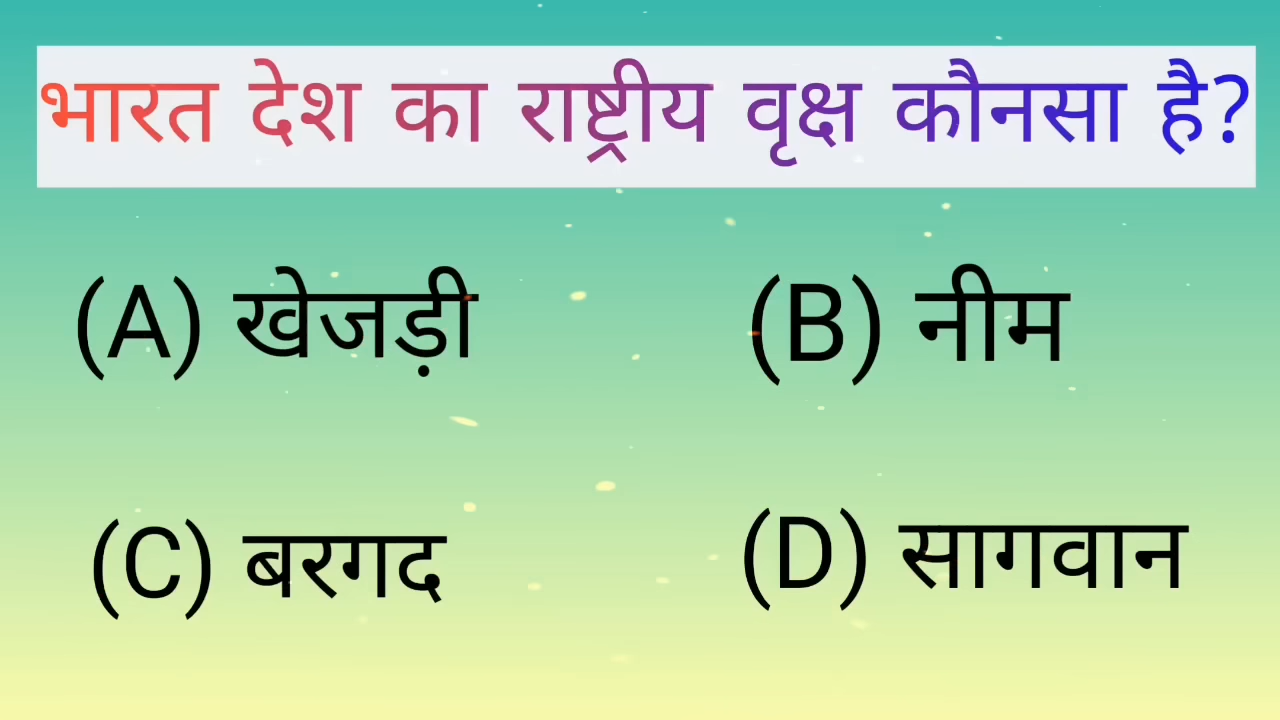 भारत देश का राष्ट्रीय वृक्ष कौनसा है?
(A) खेजड़ी
(B) नीम
(C) बरगद
(D) सागवान